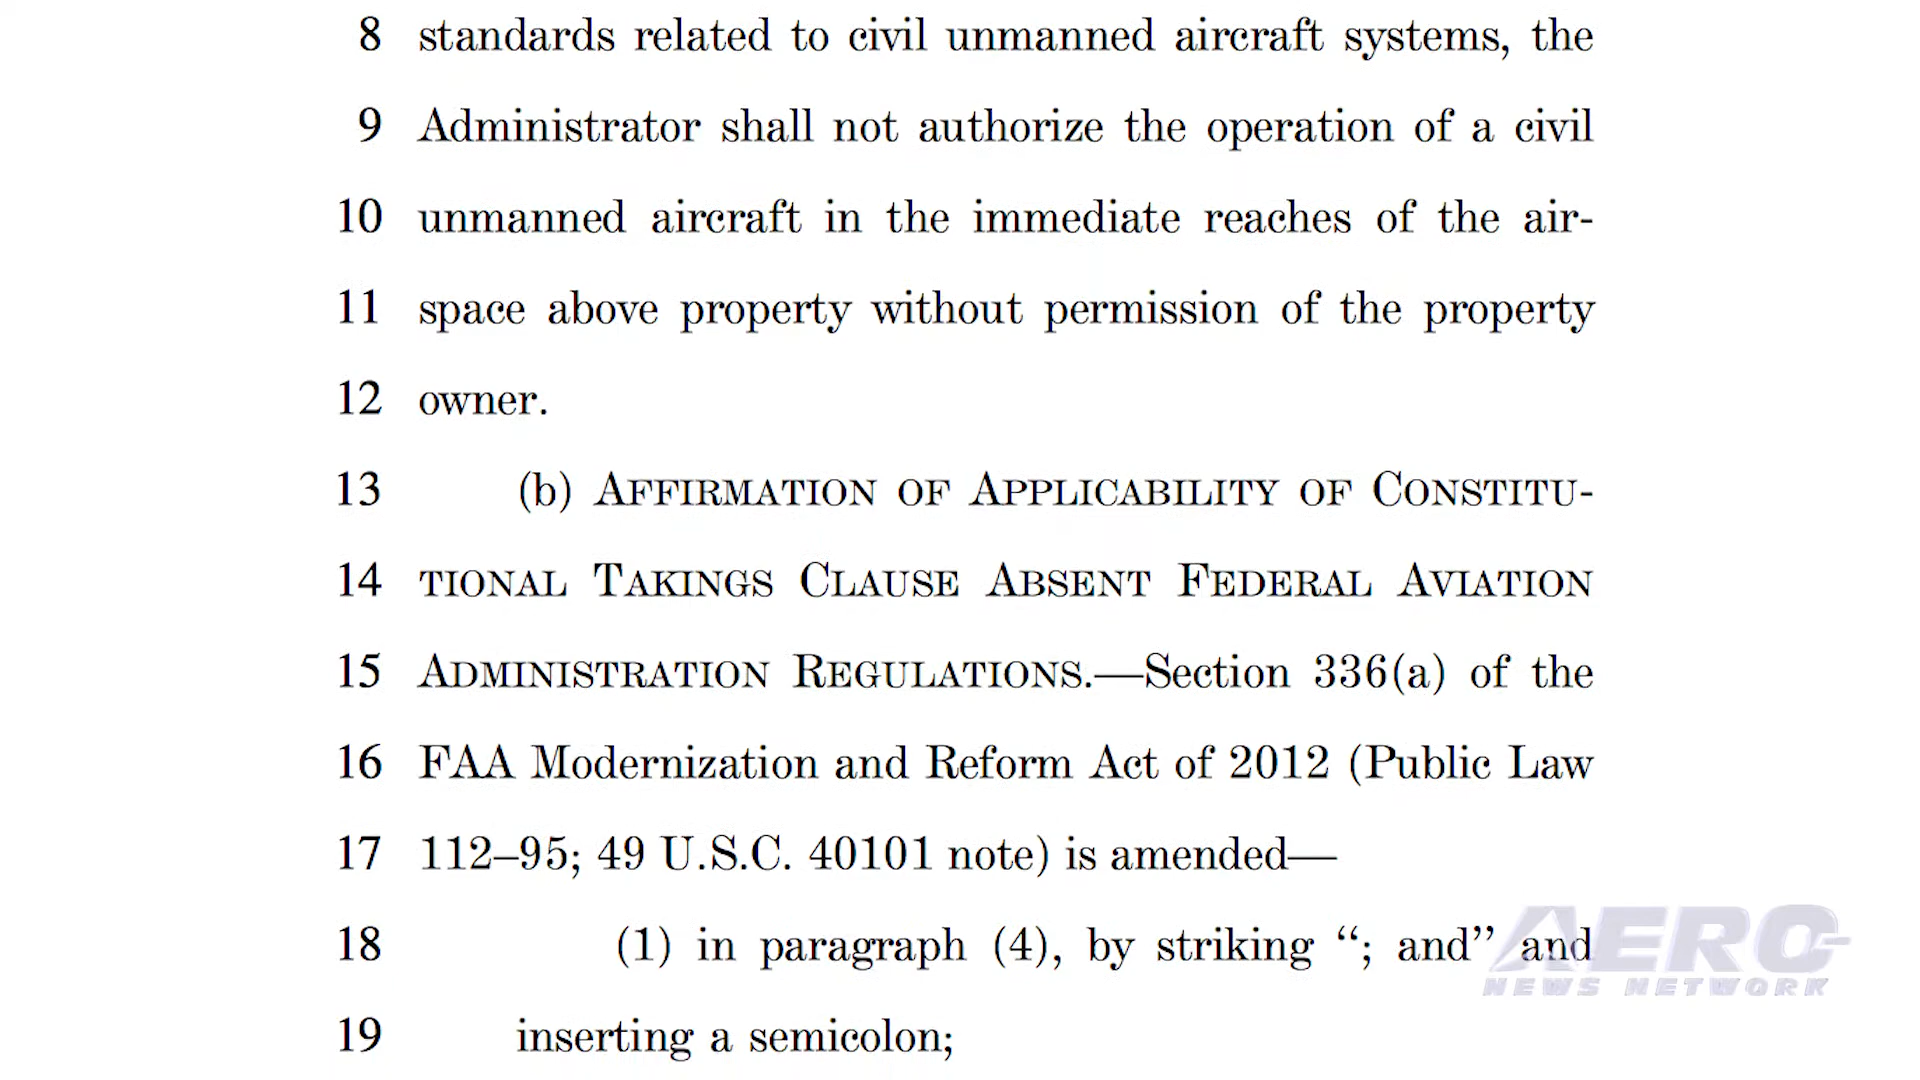 8 standards related to civil unmanned aircraft systems, the
9 Administrator shall not authorize the operation of a civil
10 unmanned aircraft in the immediate reaches of the air-
11 space above property without permission of the property
12 owner.
13 (b) AFFIRMATION OF APPLICABILITY OF CONSTITU-
14 TIONAL TAKINGS CLAUSE ABSENT FEDERAL AVIATION
15 ADMINISTRATION REGULATIONS.—Section 336(a) of the
16 FAA Modernization and Reform Act of 2012 (Public Law
17 112–95; 49 U.S.C. 40101 note) is amended—
18 (1) in paragraph (4), by striking “; and” and
19 inserting a semicolon;
AERO
NEWS NETWORK